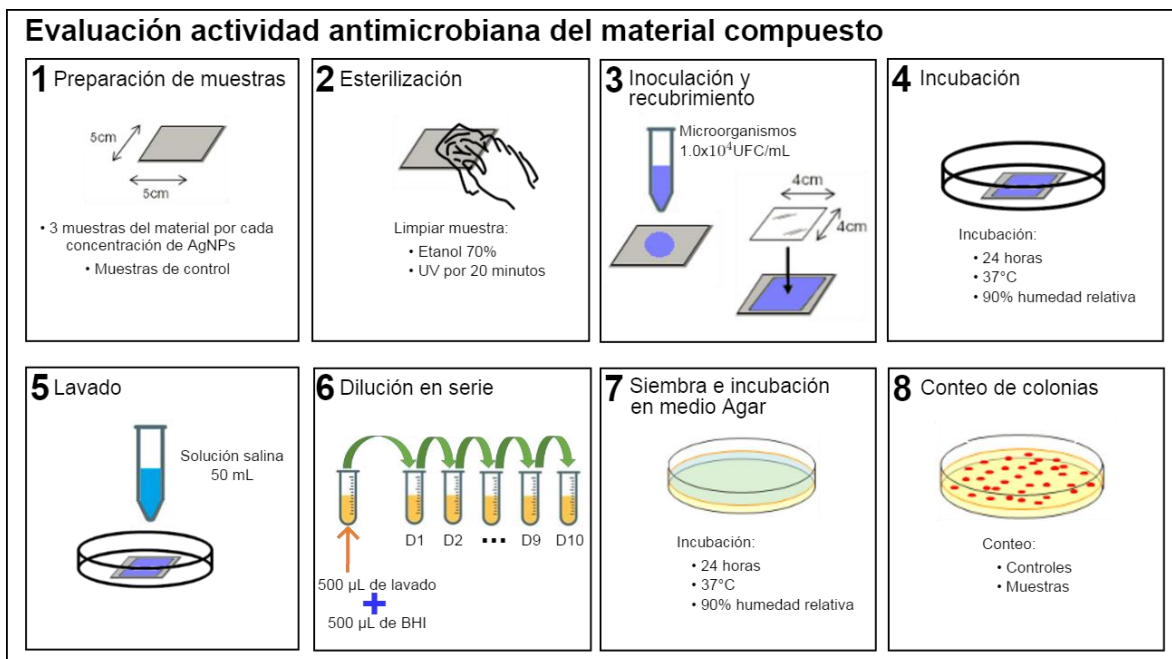 Evaluación actividad antimicrobiana del material compuesto
1 Preparación de muestras
5cm
5cm
• 3 muestras del material por cada
concentración de AgNPs
• Muestras de control
2 Esterilización
Limpiar muestra:
• Etanol 70%
• UV por 20 minutos
3 Inoculación y
recubrimiento
Microorganismos
1.0x10⁴UFC/mL
4cm
4cm
4 Incubación
Incubación:
• 24 horas
• 37°C
• 90% humedad relativa
5 Lavado
Solución salina
50 mL
6 Dilución en serie
D1 D2 ••• D9 D10
500 µL de lavado
+
500 µL de BHI
7 Siembra e incubación
en medio Agar
Incubación:
• 24 horas
• 37°C
• 90% humedad relativa
8 Conteo de colonias
Conteo:
• Controles
• Muestras